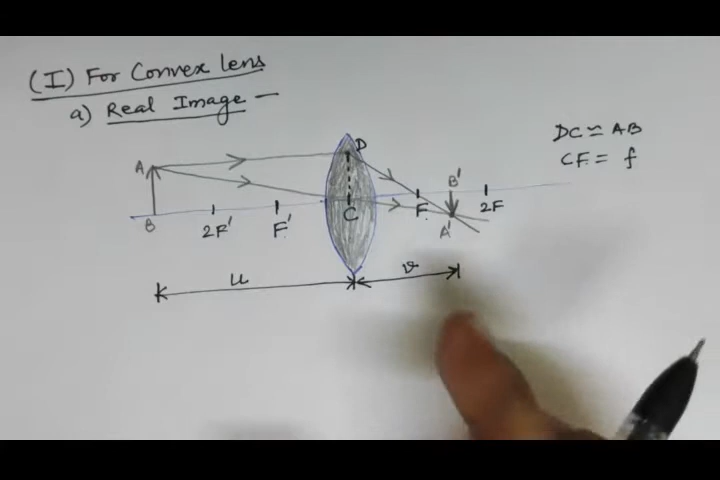 (I) For Convex lens
a) Real Image —
DC ≃ AB
CF = f
A
D
B'
B
2F'
F'
C
F
A'
2F
u
v